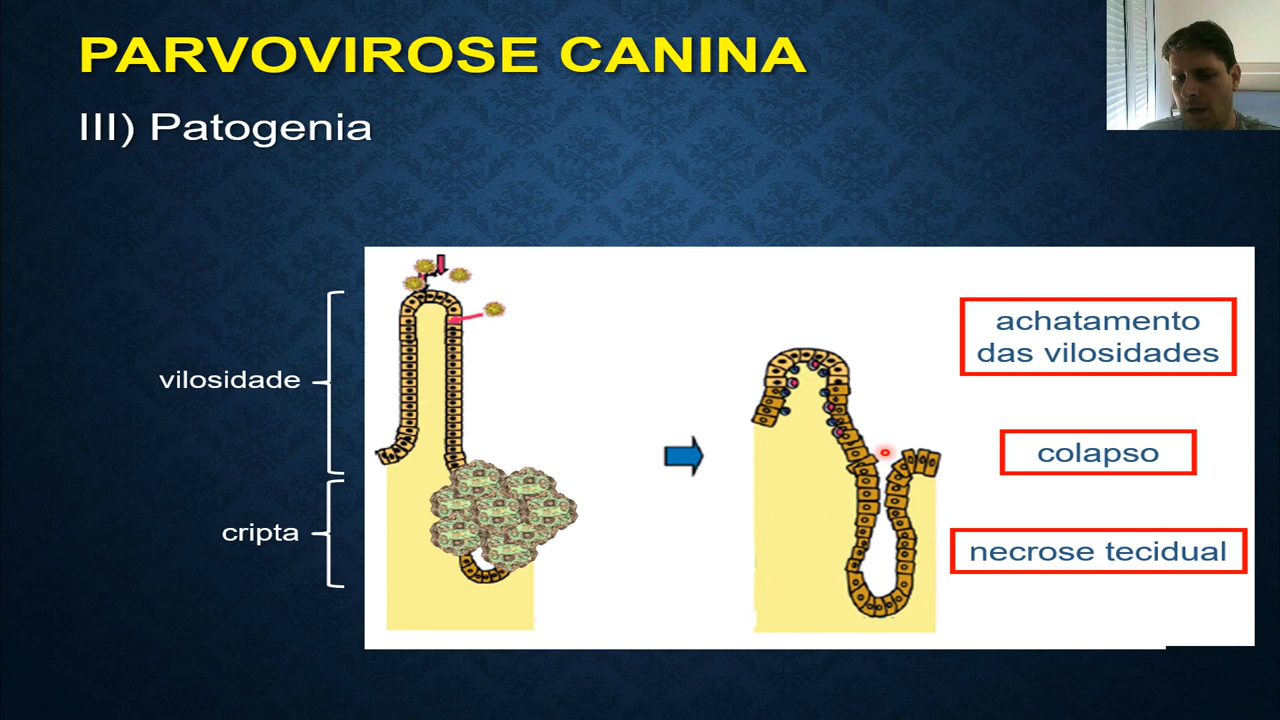 PARVOVIROSE CANINA
III) Patogenia
vilosidade
cripta
achatamento
das vilosidades
colapso
necrose tecidual